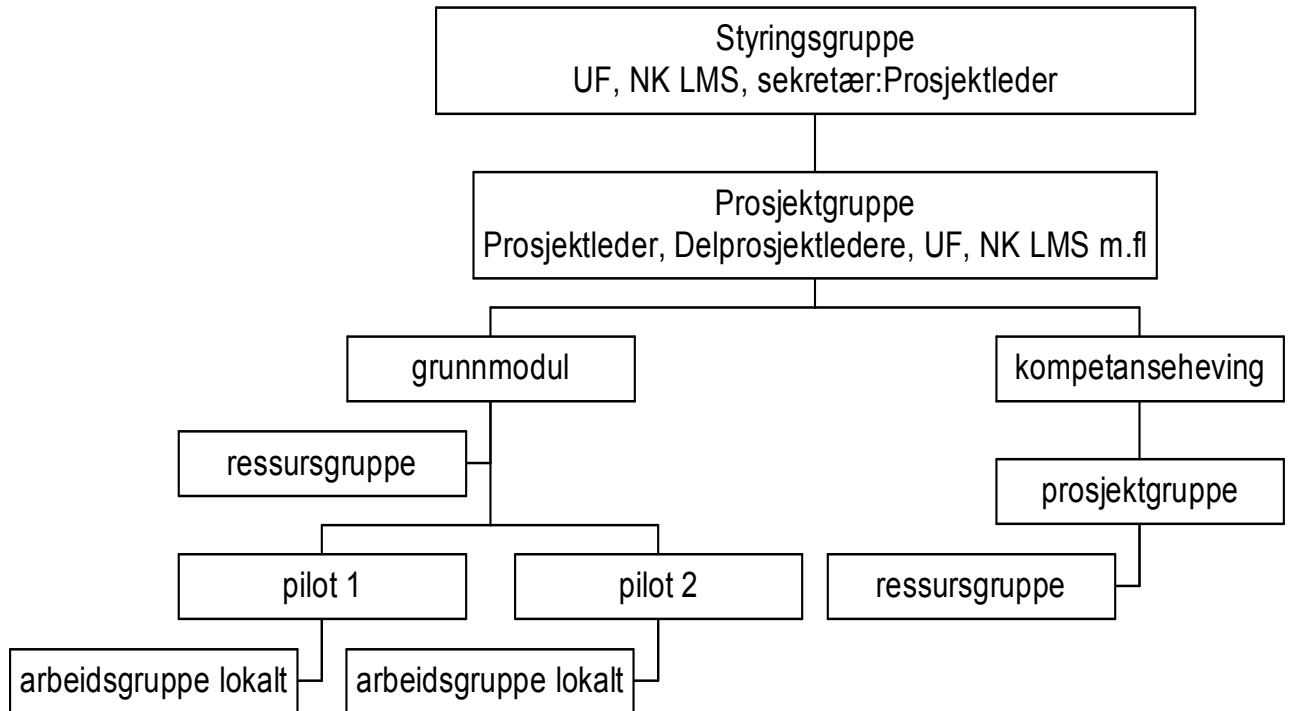 Styringsgruppe
UF, NK LMS, sekretær:Prosjektleder
Prosjektgruppe
Prosjektleder, Delprosjektledere, UF, NK LMS m.fl
grunnmodul
kompetanseheving
ressursgruppe
prosjektgruppe
pilot 1
pilot 2
ressursgruppe
arbeidsgruppe lokalt
arbeidsgruppe lokalt